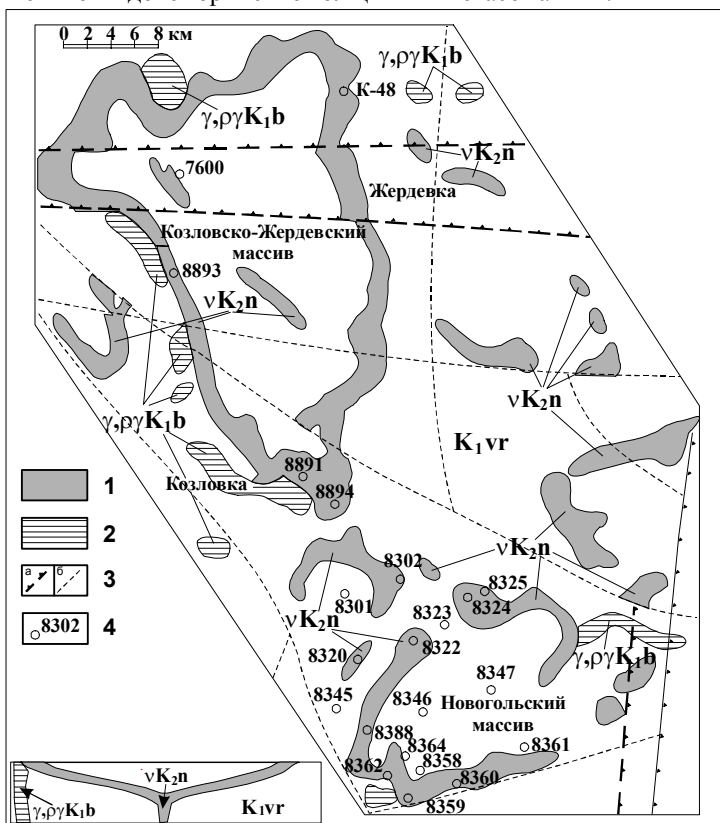 0 2 4 6 8 км
γ,ργK₁b
γ,ργK₁b
К-48
νK₂n
7600
Жердевка
Козловско-Жердевский
массив
8893
νK₂n
νK₂n
γ,ργK₁b
K₁vr
8891
Козловка
8894
1
2
а б 3
8302 4
νK₂n
8302
8325
8301
8324
νK₂n
8323
8322
8320
γ,ργK₁b
8347
8345
8346
Новогольский
массив
8388
8364
8361
8358
8362
8360
8359
νK₂n
γ,ργK₁b
K₁vr